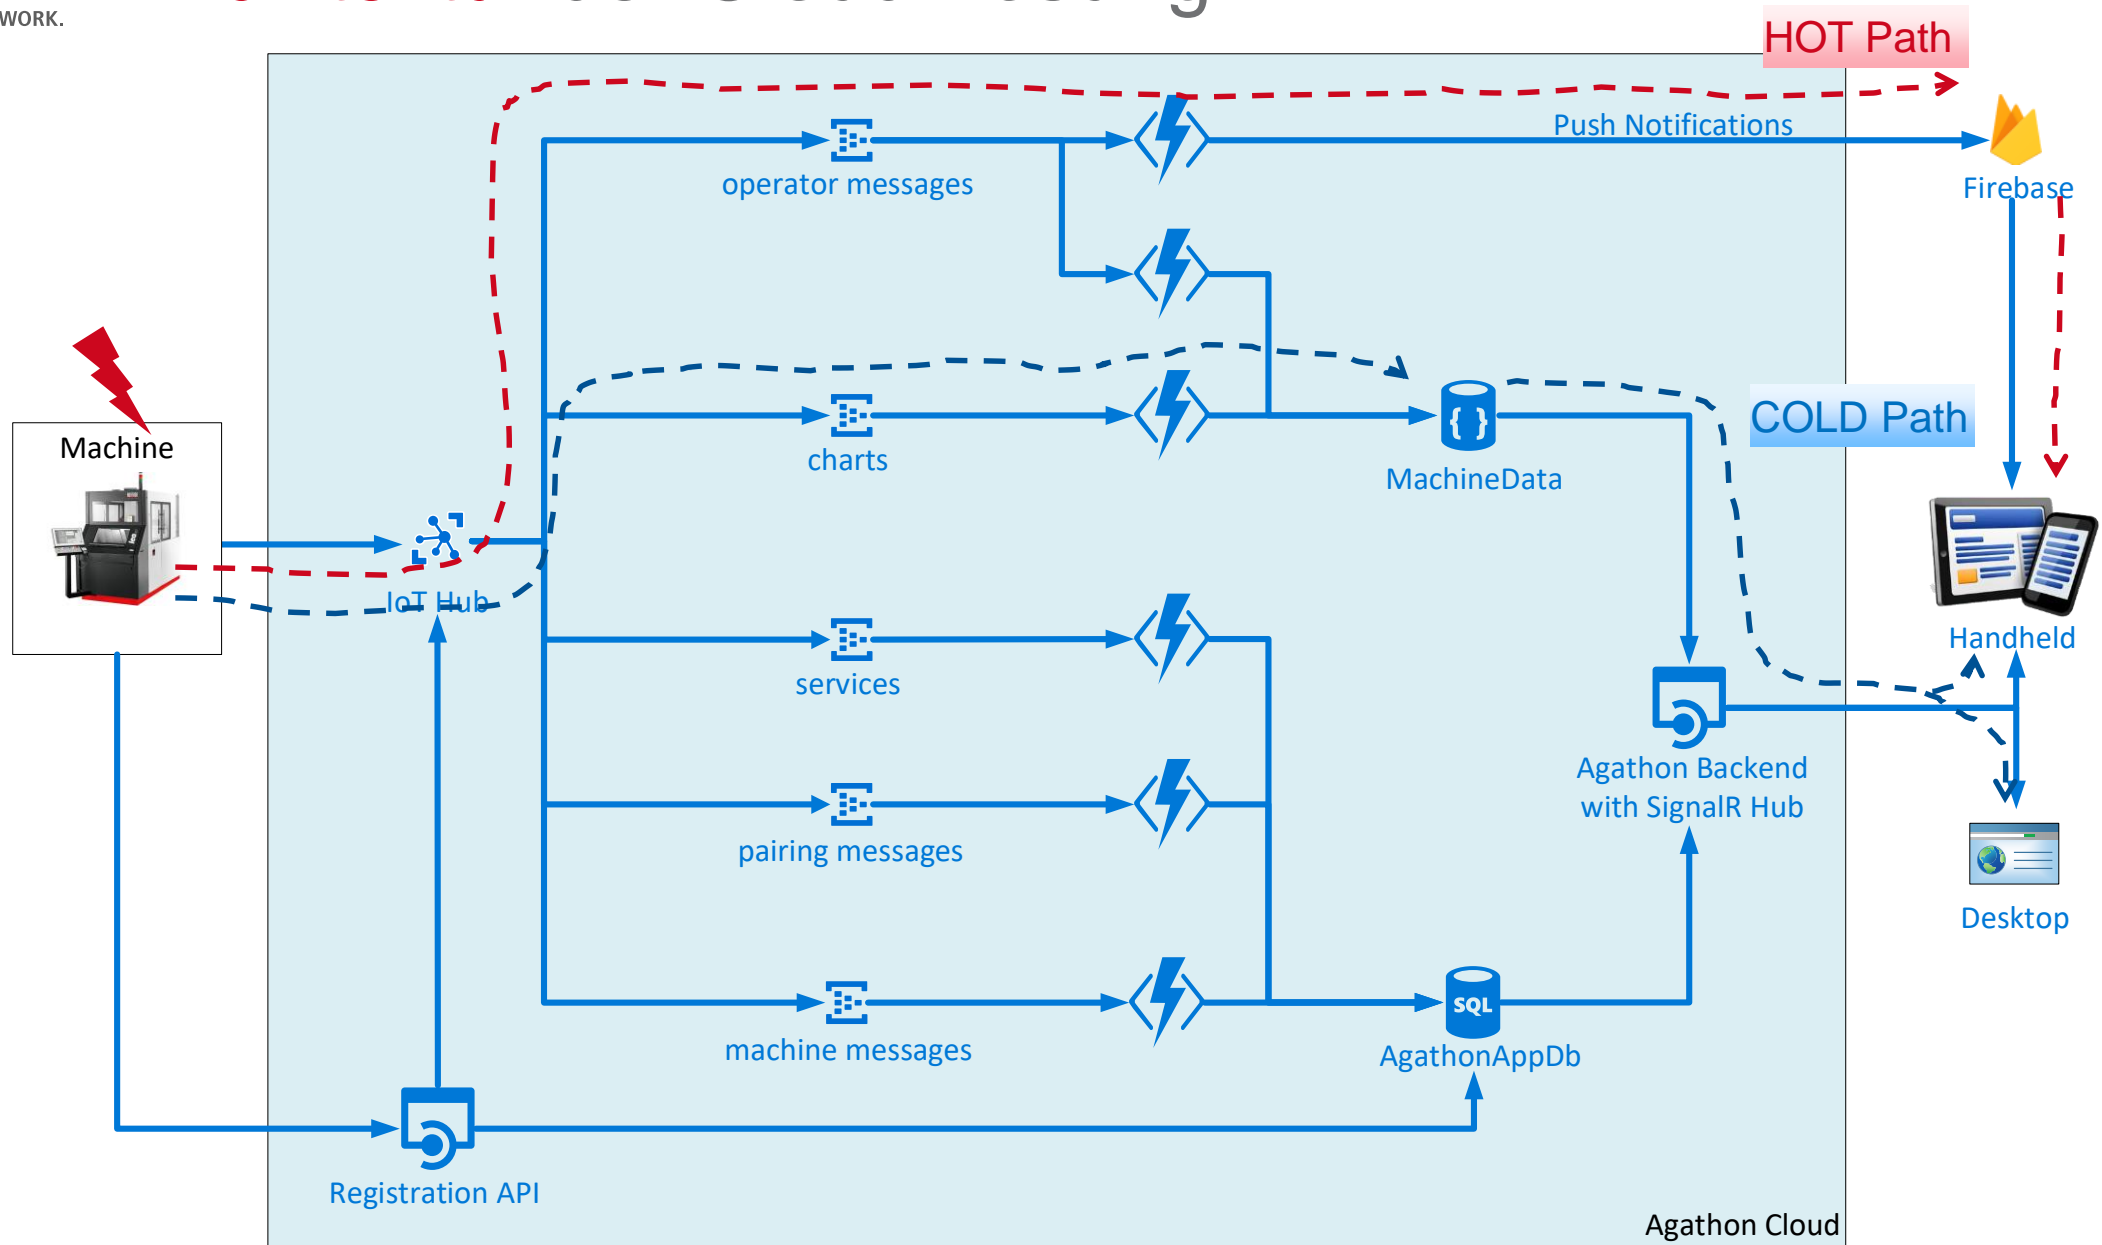 WORK.
HOT Path
Push Notifications
operator messages
Firebase
COLD Path
Machine
charts
MachineData
IoT Hub
Handheld
services
Agathon Backend
with SignalR Hub
pairing messages
Desktop
SQL
machine messages
AgathonAppDb
Registration API
Agathon Cloud